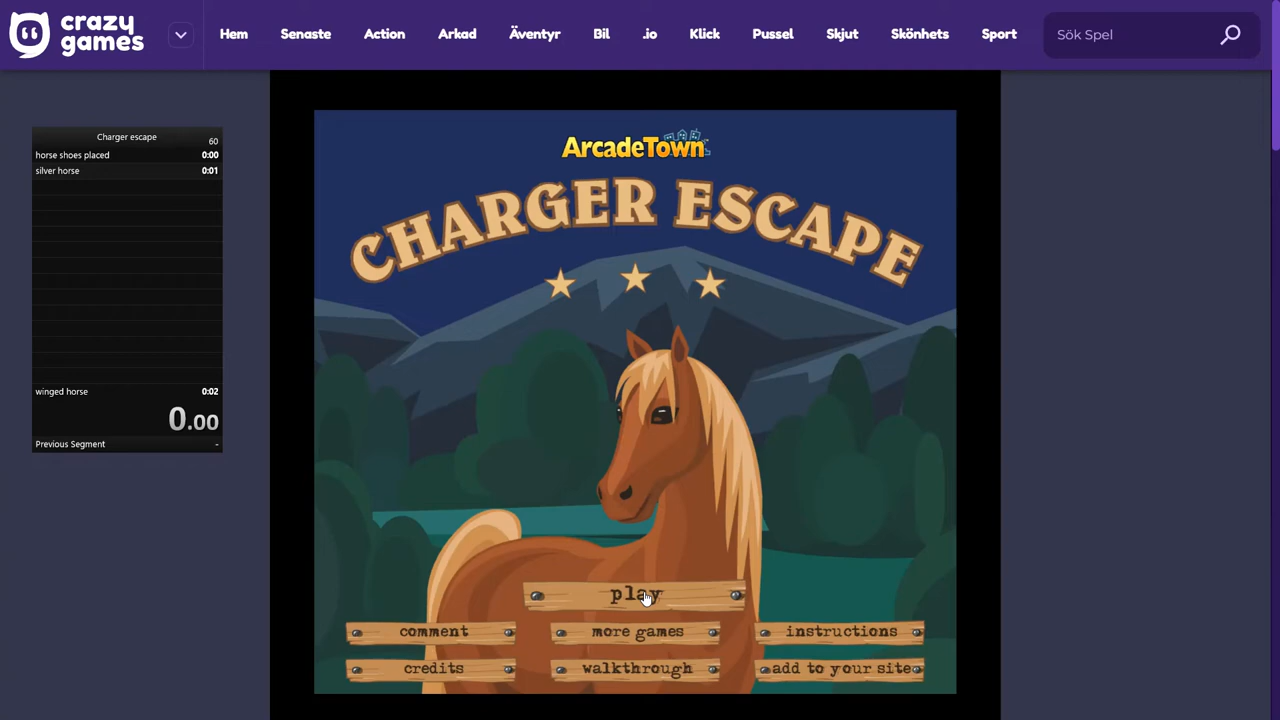 crazy
games
Hem Senaste Action Arkad Äventyr Bil .io Klick Pussel Skjut Skönhets Sport Sök Spel
Charger escape 60
horse shoes placed 0:00
silver horse 0:01
winged horse 0:02
0.00
Previous Segment -
ArcadeTown
CHARGER ESCAPE
play
comment more games instructions
credits walkthrough add to your site